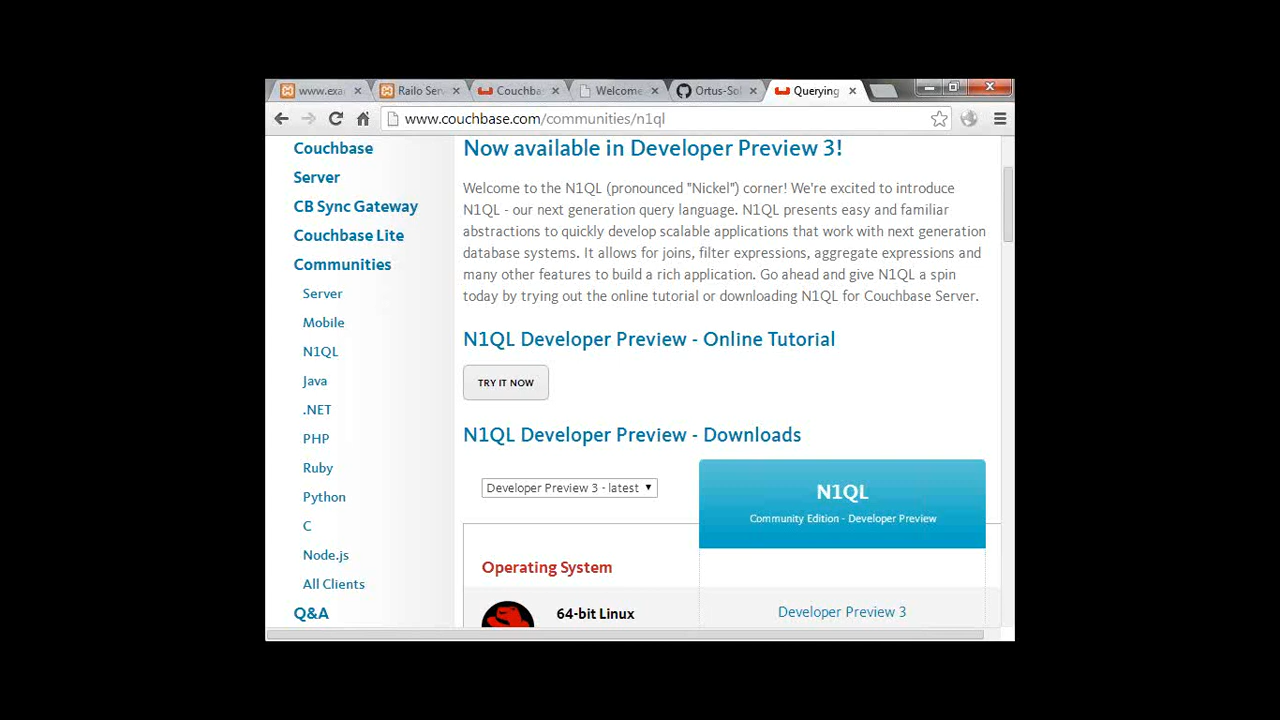 www.exa
Railo Serv
Couchba
Welcome
Ortus-Sol
Querying
www.couchbase.com/communities/n1ql
Couchbase
Server
CB Sync Gateway
Couchbase Lite
Communities
Server
Mobile
N1QL
Java
.NET
PHP
Ruby
Python
C
Node.js
All Clients
Q&A
Now available in Developer Preview 3!
Welcome to the N1QL (pronounced "Nickel") corner! We're excited to introduce
N1QL - our next generation query language. N1QL presents easy and familiar
abstractions to quickly develop scalable applications that work with next generation
database systems. It allows for joins, filter expressions, aggregate expressions and
many other features to build a rich application. Go ahead and give N1QL a spin
today by trying out the online tutorial or downloading N1QL for Couchbase Server.
N1QL Developer Preview - Online Tutorial
TRY IT NOW
N1QL Developer Preview - Downloads
Developer Preview 3 - latest
N1QL
Community Edition - Developer Preview
Operating System
64-bit Linux
Developer Preview 3